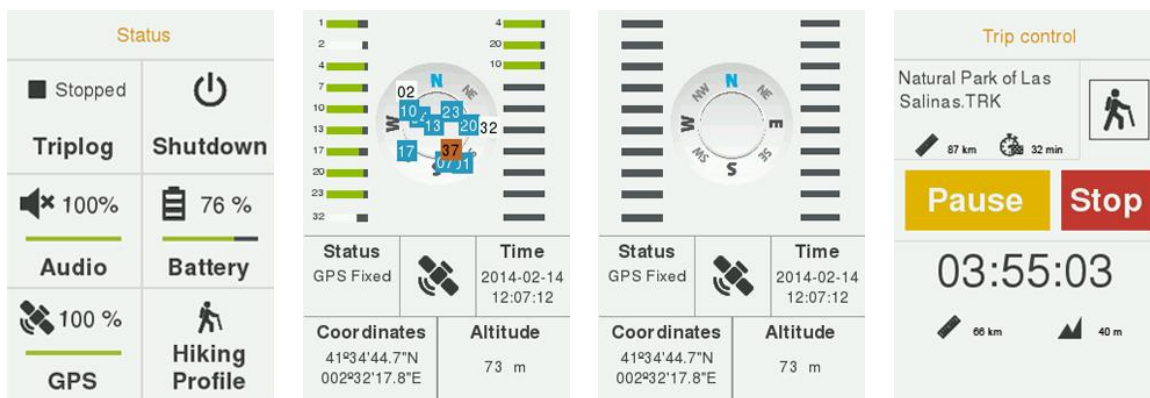 Status
Stopped
Triplog
Shutdown
100%
Audio
76 %
Battery
100 %
GPS
Hiking
Profile
1
2
4
7
10
13
17
20
23
32
4
20
10
N
NE
W
S
02
10
13
23
20
32
17
37
07
01
Status
GPS Fixed
Time
2014-02-14
12:07:12
Coordinates
41º34'44.7"N
002º32'17.8"E
Altitude
73 m
N
NW
NE
W
E
SW
SE
S
Status
GPS Fixed
Time
2014-02-14
12:07:12
Coordinates
41º34'44.7"N
002º32'17.8"E
Altitude
73 m
Trip control
Natural Park of Las
Salinas.TRK
87 km
32 min
Pause
Stop
03:55:03
66 km
40 m